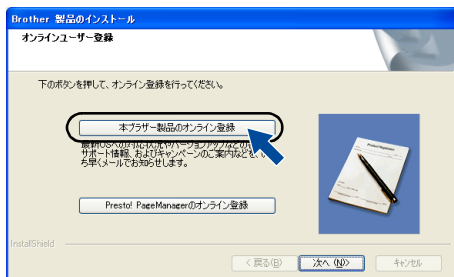 Brother 製品のインストール
オンラインユーザー登録
下のボタンを押して、オンライン登録を行ってください。
本ブラザー製品のオンライン登録
最新OSへの対応状況やバージョンアップなどの
サポート情報、およびキャンペーンのご案内などを、い
ち早くメールでお知らせします。
Presto! PageManagerのオンライン登録
InstallShield
< 戻る(B)
次へ (N)>
キャンセル